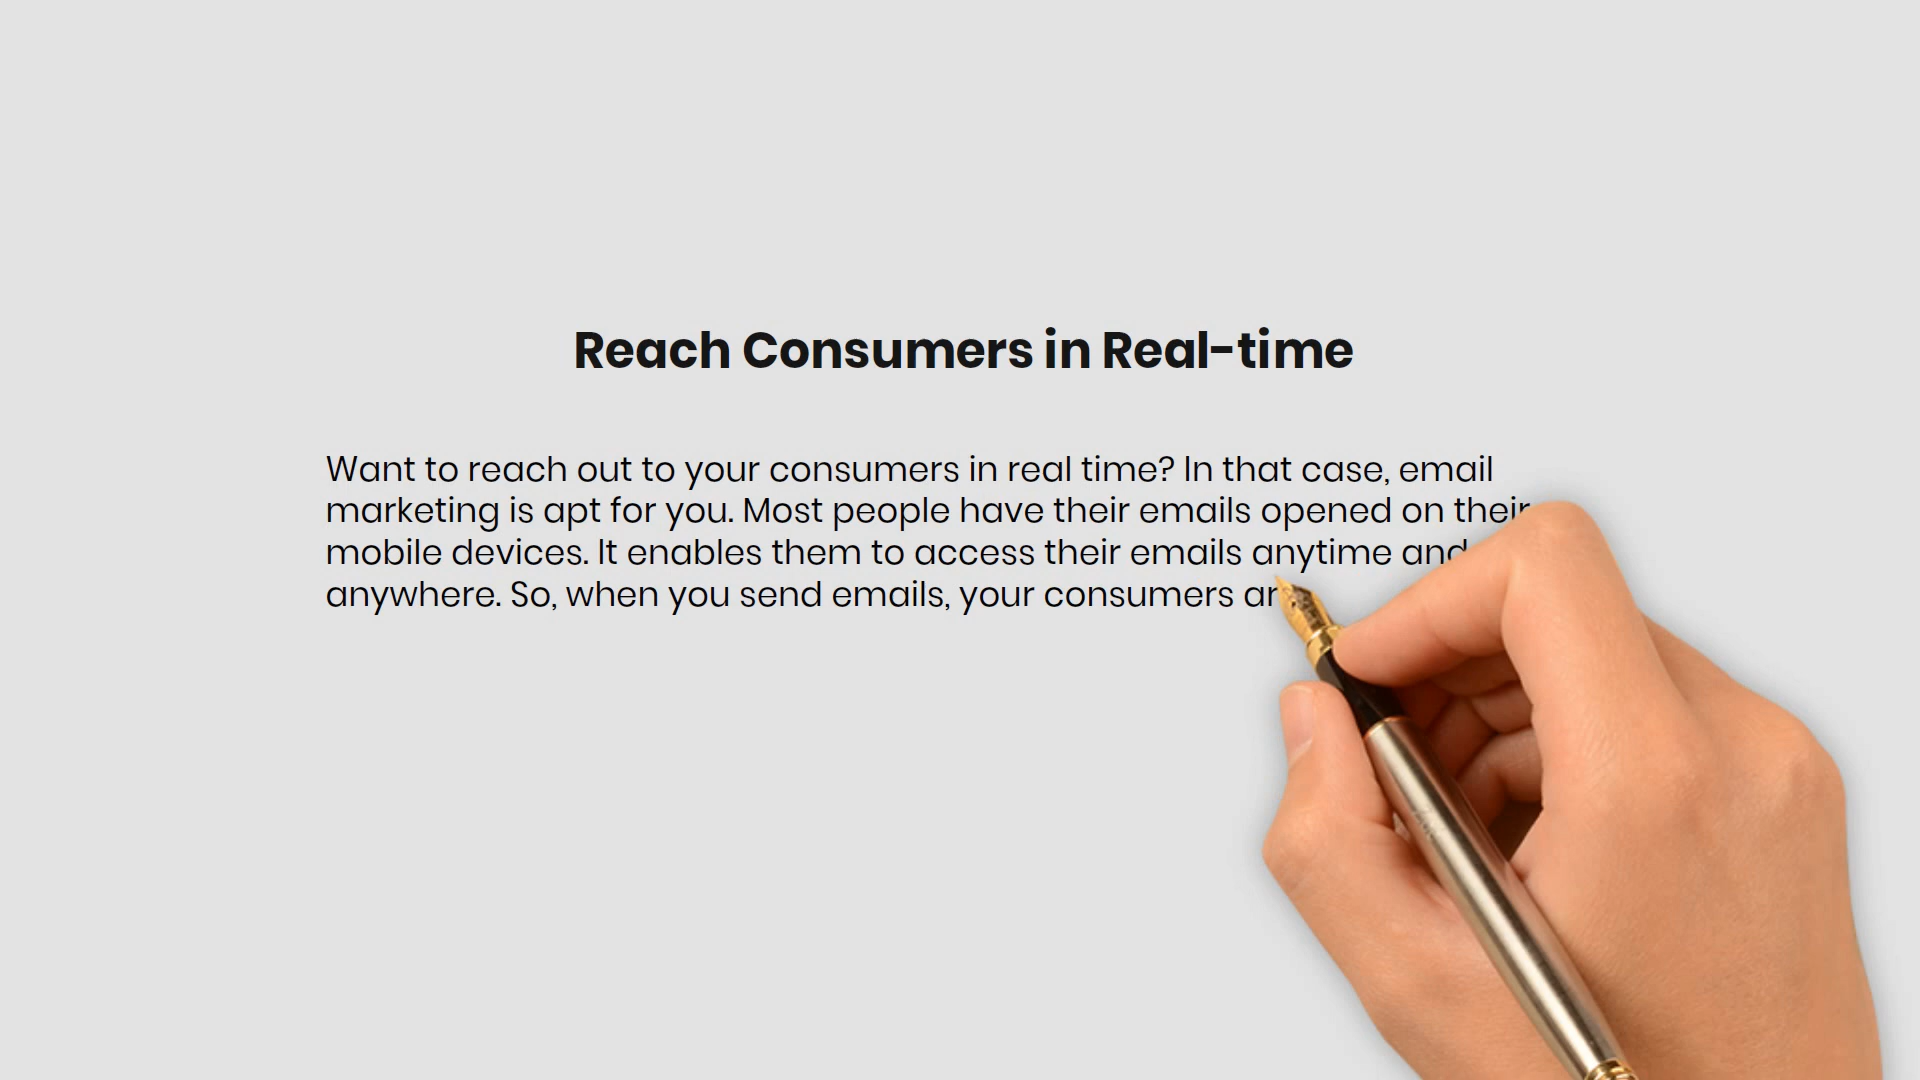 Reach Consumers in Real-time
Want to reach out to your consumers in real time? In that case, email
marketing is apt for you. Most people have their emails opened on their
mobile devices. It enables them to access their emails anytime and
anywhere. So, when you send emails, your consumers ar